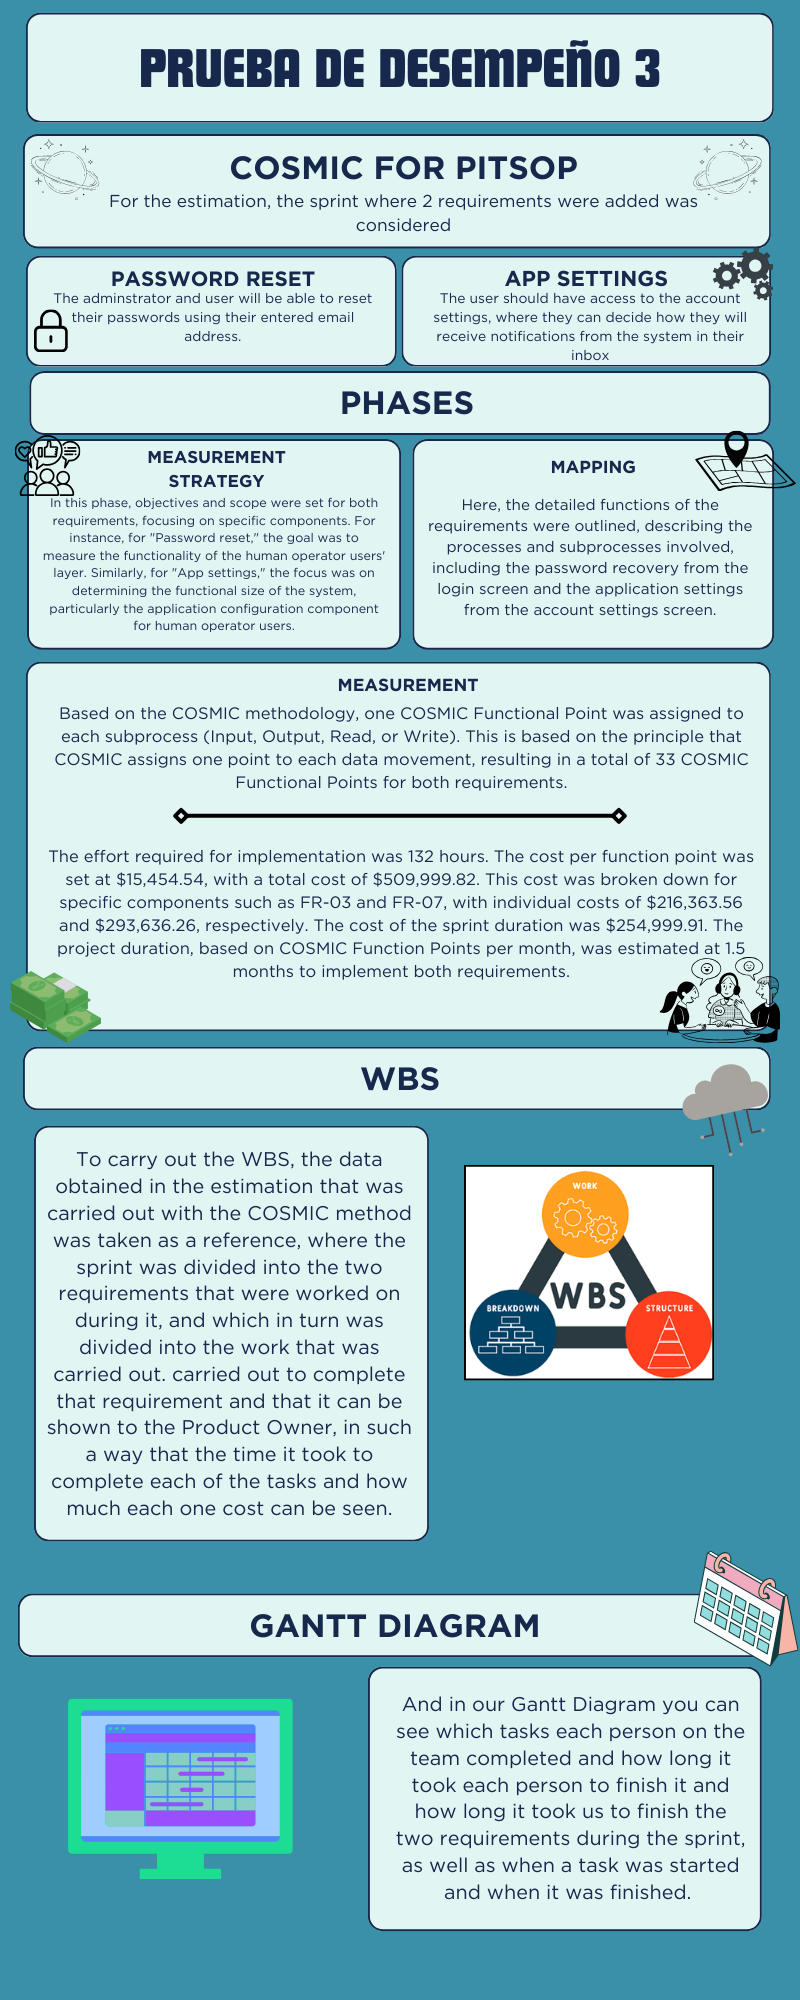 PRUEBA DE DESEMPEÑO 3
COSMIC FOR PITSOP
For the estimation, the sprint where 2 requirements were added was
considered
PASSWORD RESET
The adminstrator and user will be able to reset
their passwords using their entered email
address.
APP SETTINGS
The user should have access to the account
settings, where they can decide how they will
receive notifications from the system in their
inbox
PHASES
MEASUREMENT
STRATEGY
In this phase, objectives and scope were set for both
requirements, focusing on specific components. For
instance, for "Password reset," the goal was to
measure the functionality of the human operator users'
layer. Similarly, for "App settings," the focus was on
determining the functional size of the system,
particularly the application configuration component
for human operator users.
MAPPING
Here, the detailed functions of the
requirements were outlined, describing the
processes and subprocesses involved,
including the password recovery from the
login screen and the application settings
from the account settings screen.
MEASUREMENT
Based on the COSMIC methodology, one COSMIC Functional Point was assigned to
each subprocess (Input, Output, Read, or Write). This is based on the principle that
COSMIC assigns one point to each data movement, resulting in a total of 33 COSMIC
Functional Points for both requirements.
The effort required for implementation was 132 hours. The cost per function point was
set at $15,454.54, with a total cost of $509,999.82. This cost was broken down for
specific components such as FR-03 and FR-07, with individual costs of $216,363.56
and $293,636.26, respectively. The cost of the sprint duration was $254,999.91. The
project duration, based on COSMIC Function Points per month, was estimated at 1.5
months to implement both requirements.
WBS
To carry out the WBS, the data
obtained in the estimation that was
carried out with the COSMIC method
was taken as a reference, where the
sprint was divided into the two
requirements that were worked on
during it, and which in turn was
divided into the work that was
carried out. carried out to complete
that requirement and that it can be
shown to the Product Owner, in such
a way that the time it took to
complete each of the tasks and how
much each one cost can be seen.
WORK
WBS
BREAKDOWN
STRUCTURE
GANTT DIAGRAM
And in our Gantt Diagram you can
see which tasks each person on the
team completed and how long it
took each person to finish it and
how long it took us to finish the
two requirements during the sprint,
as well as when a task was started
and when it was finished.